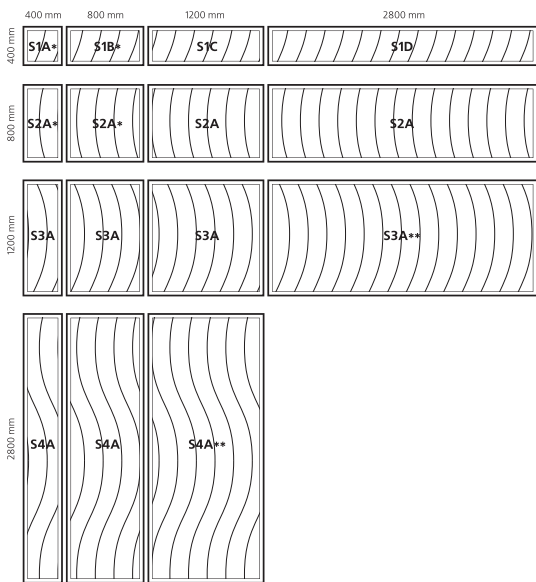 400 mm 800 mm 1200 mm 2800 mm
400 mm
S1A* S1B* S1C S1D
800 mm
S2A* S2A* S2A S2A
1200 mm
S3A S3A S3A S3A**
2800 mm
S4A S4A S4A**